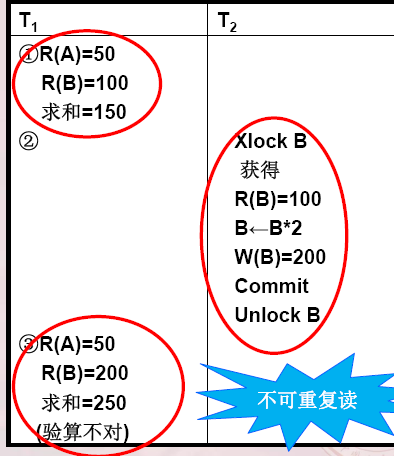 T1 T2
①R(A)=50
R(B)=100
求和=150
②
Xlock B
获得
R(B)=100
B←B*2
W(B)=200
Commit
Unlock B
③R(A)=50
R(B)=200
求和=250
(验算不对)
不可重复读